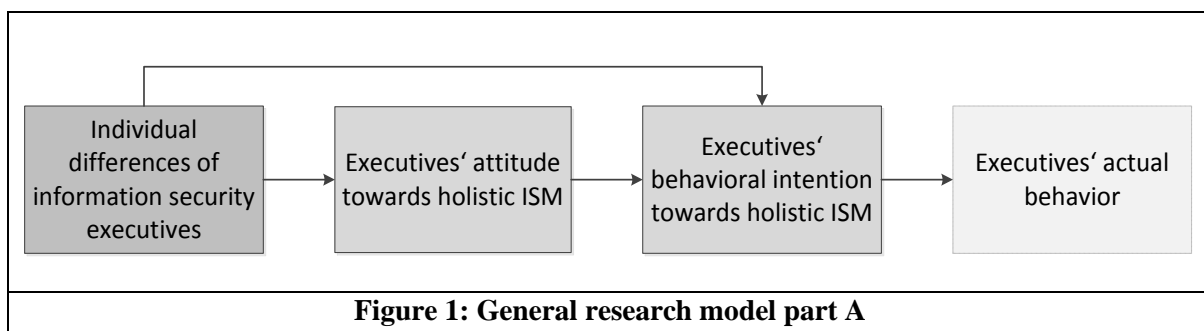 Individual
differences of
information security
executives
Executives‘ attitude
towards holistic ISM
Executives‘
behavioral intention
towards holistic ISM
Executives‘ actual
behavior
Figure 1: General research model part A